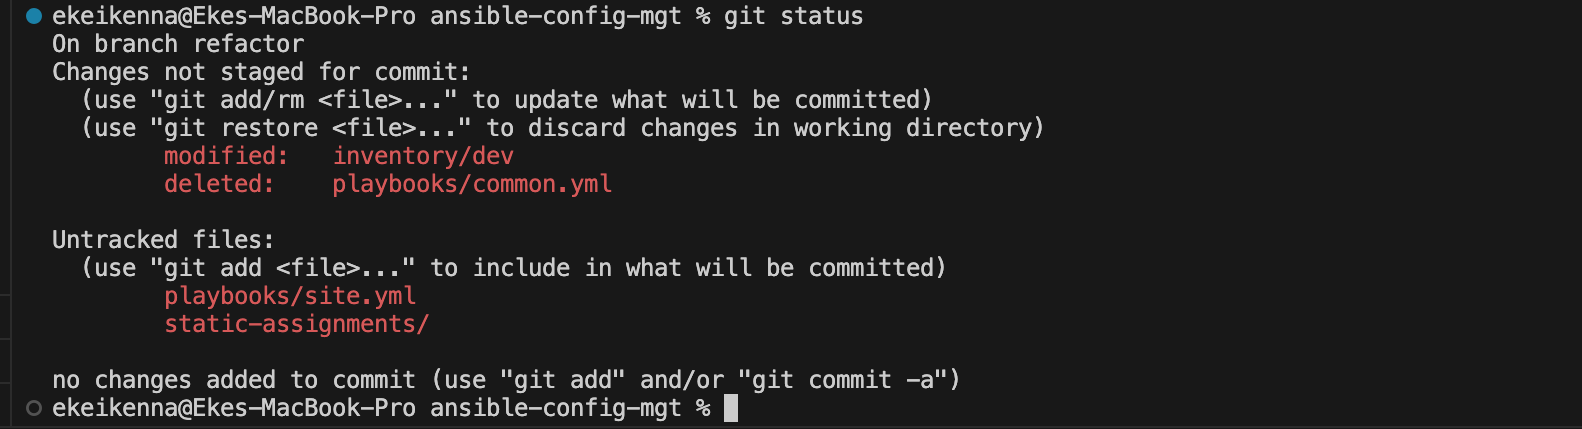 ekeikenna@Ekes-MacBook-Pro ansible-config-mgt % git status
On branch refactor
Changes not staged for commit:
  (use "git add/rm <file>..." to update what will be committed)
  (use "git restore <file>..." to discard changes in working directory)
        modified:   inventory/dev
        deleted:    playbooks/common.yml

Untracked files:
  (use "git add <file>..." to include in what will be committed)
        playbooks/site.yml
        static-assignments/

no changes added to commit (use "git add" and/or "git commit -a")
ekeikenna@Ekes-MacBook-Pro ansible-config-mgt %